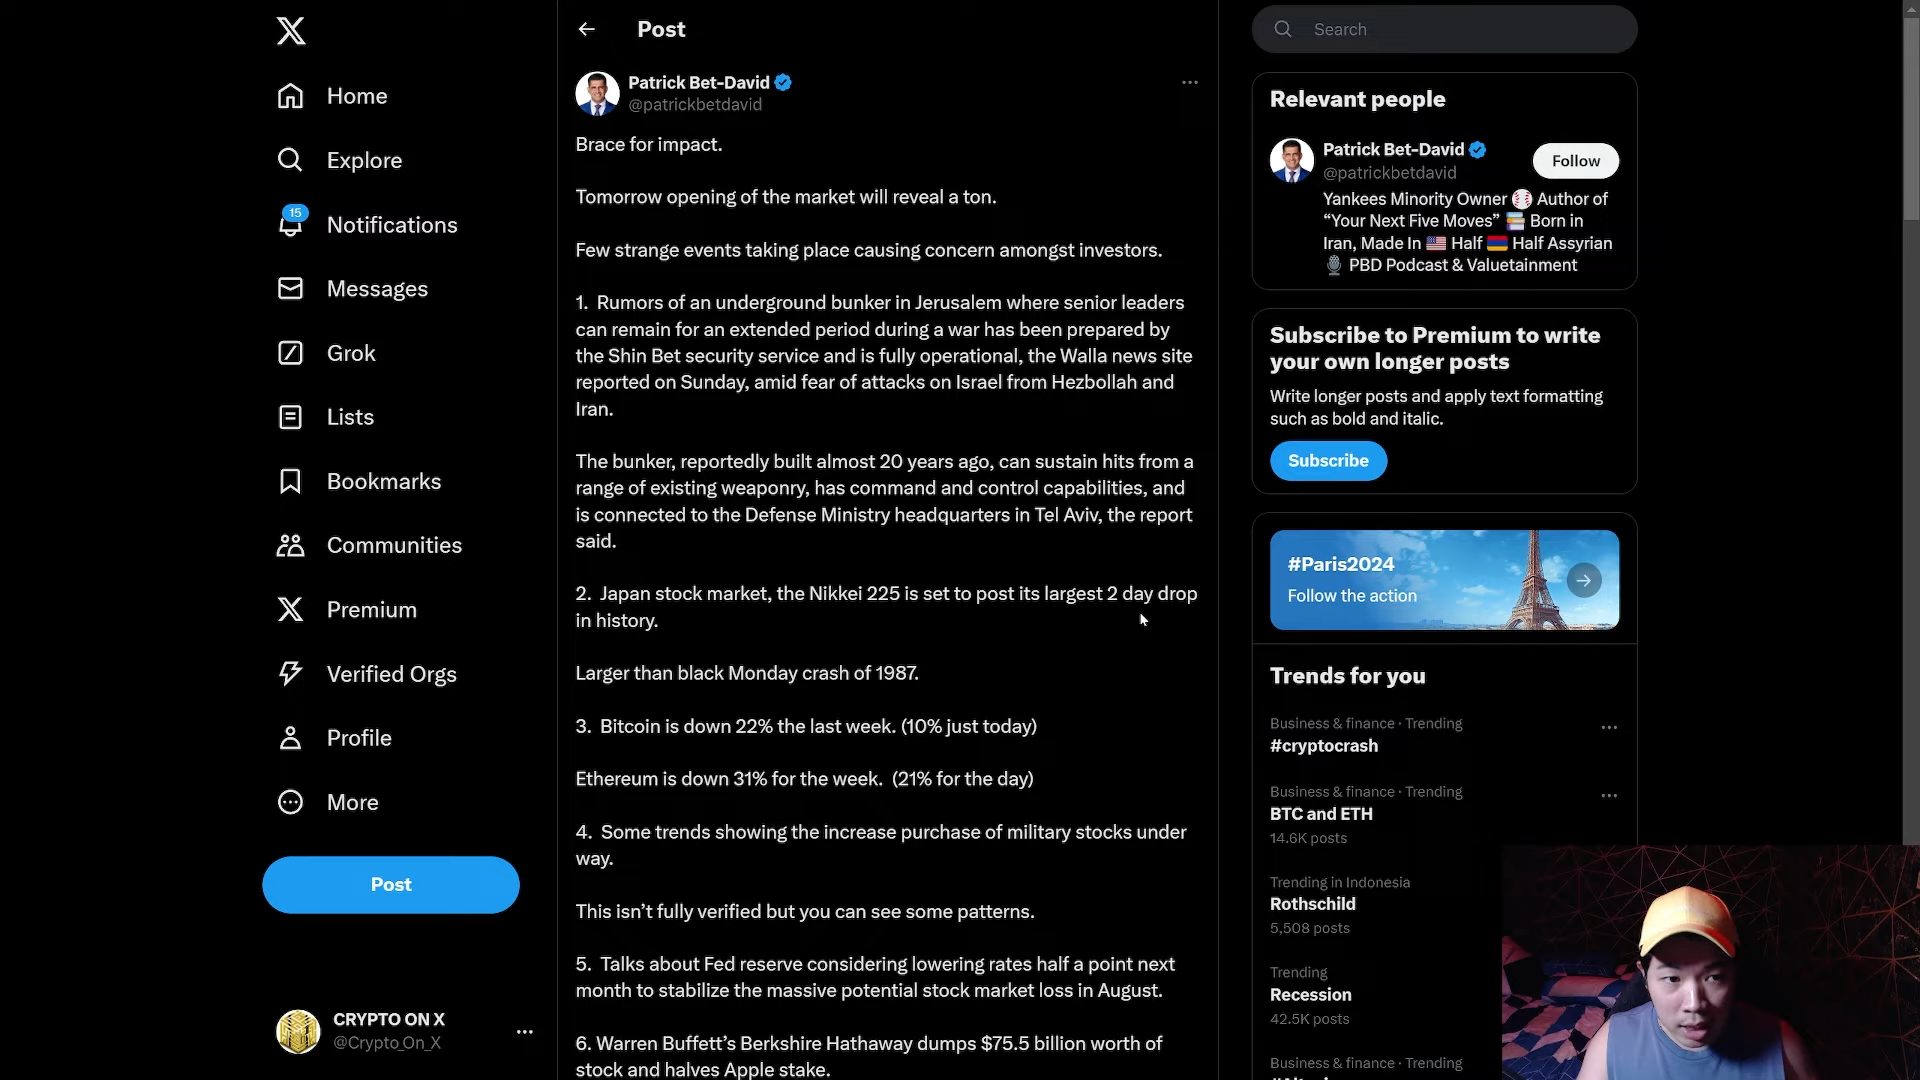 Home
Explore
15
Notifications
Messages
Grok
Lists
Bookmarks
Communities
Premium
Verified Orgs
Profile
More
Post
CRYPTO ON X
@Crypto_On_X
Post
Patrick Bet-David
@patrickbetdavid
Brace for impact.
Tomorrow opening of the market will reveal a ton.
Few strange events taking place causing concern amongst investors.
1.  Rumors of an underground bunker in Jerusalem where senior leaders
can remain for an extended period during a war has been prepared by
the Shin Bet security service and is fully operational, the Walla news site
reported on Sunday, amid fear of attacks on Israel from Hezbollah and
Iran.
The bunker, reportedly built almost 20 years ago, can sustain hits from a
range of existing weaponry, has command and control capabilities, and
is connected to the Defense Ministry headquarters in Tel Aviv, the report
said.
2.  Japan stock market, the Nikkei 225 is set to post its largest 2 day drop
in history.
Larger than black Monday crash of 1987.
3.  Bitcoin is down 22% the last week. (10% just today)
Ethereum is down 31% for the week.  (21% for the day)
4.  Some trends showing the increase purchase of military stocks under
way.
This isn’t fully verified but you can see some patterns.
5.  Talks about Fed reserve considering lowering rates half a point next
month to stabilize the massive potential stock market loss in August.
6. Warren Buffett’s Berkshire Hathaway dumps $75.5 billion worth of
stock and halves Apple stake.
Search
Relevant people
Patrick Bet-David
@patrickbetdavid
Follow
Yankees Minority Owner ⚾ Author of
“Your Next Five Moves” 📚 Born in
Iran, Made In 🇺🇸 Half 🇦🇲 Half Assyrian
🎙️ PBD Podcast & Valuetainment
Subscribe to Premium to write
your own longer posts
Write longer posts and apply text formatting
such as bold and italic.
Subscribe
#Paris2024
Follow the action
Trends for you
Business & finance · Trending
#cryptocrash
Business & finance · Trending
BTC and ETH
14.6K posts
Trending in Indonesia
Rothschild
5,508 posts
Trending
Recession
42.5K posts
Business & finance · Trending